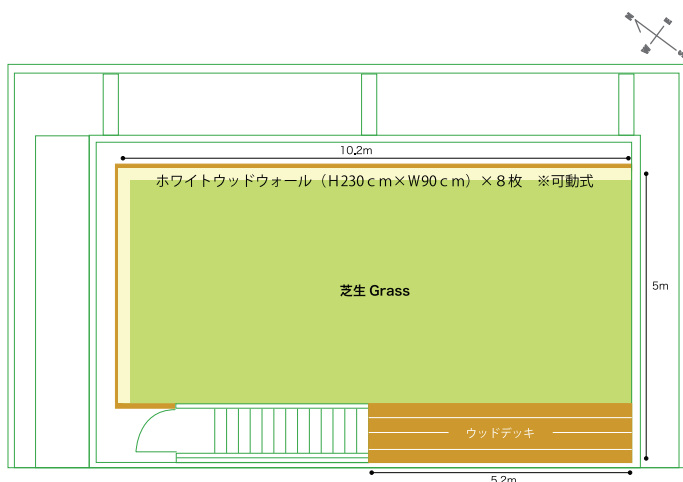 10.2m
ホワイトウッドウォール（H230ｃｍ×W90ｃｍ）×８枚　※可動式
芝生 Grass
5m
ウッドデッキ
5.2m